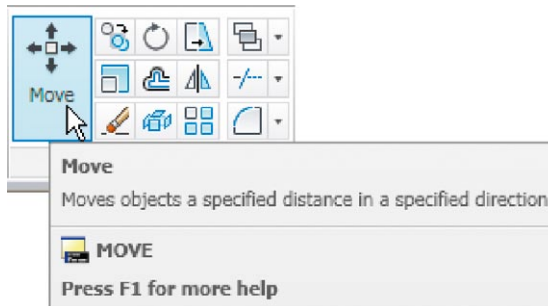 Move
Move
Moves objects a specified distance in a specified direction
MOVE
Press F1 for more help